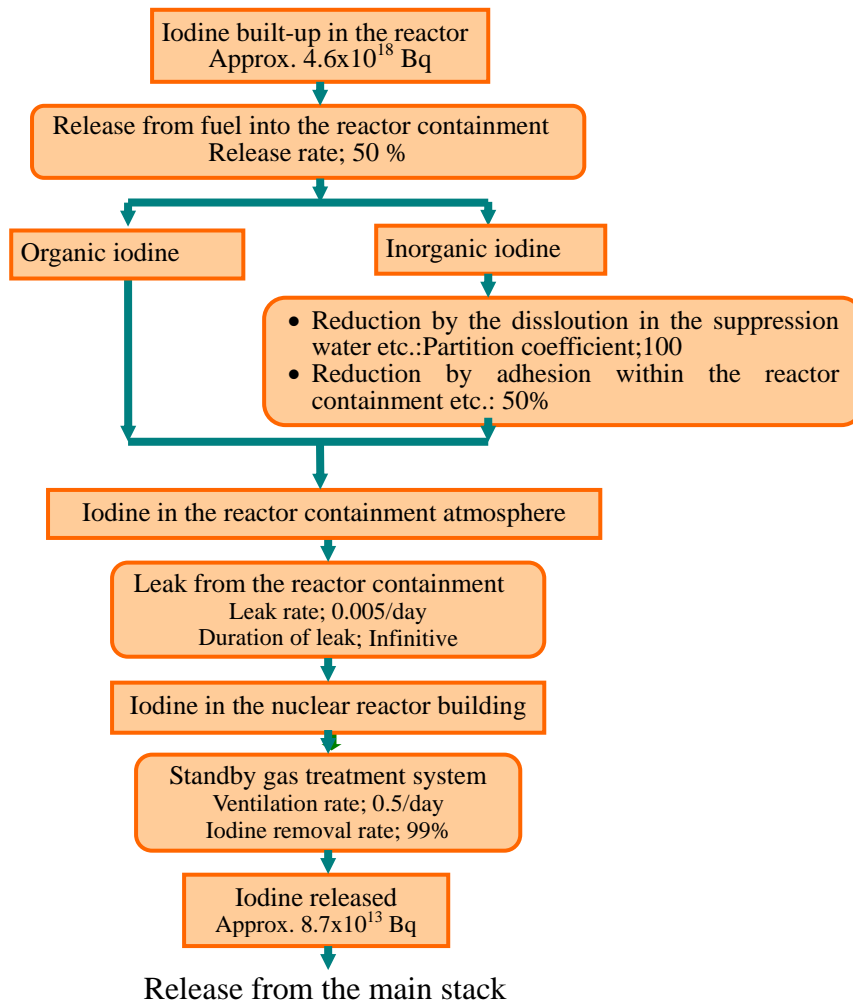 Iodine built-up in the reactor
Approx. 4.6x10¹⁸ Bq
Release from fuel into the reactor containment
Release rate; 50 %
Organic iodine
Inorganic iodine
• Reduction by the dissloution in the suppression
water etc.:Partition coefficient;100
• Reduction by adhesion within the reactor
containment etc.: 50%
Iodine in the reactor containment atmosphere
Leak from the reactor containment
Leak rate; 0.005/day
Duration of leak; Infinitive
Iodine in the nuclear reactor building
Standby gas treatment system
Ventilation rate; 0.5/day
Iodine removal rate; 99%
Iodine released
Approx. 8.7x10¹³ Bq
Release from the main stack